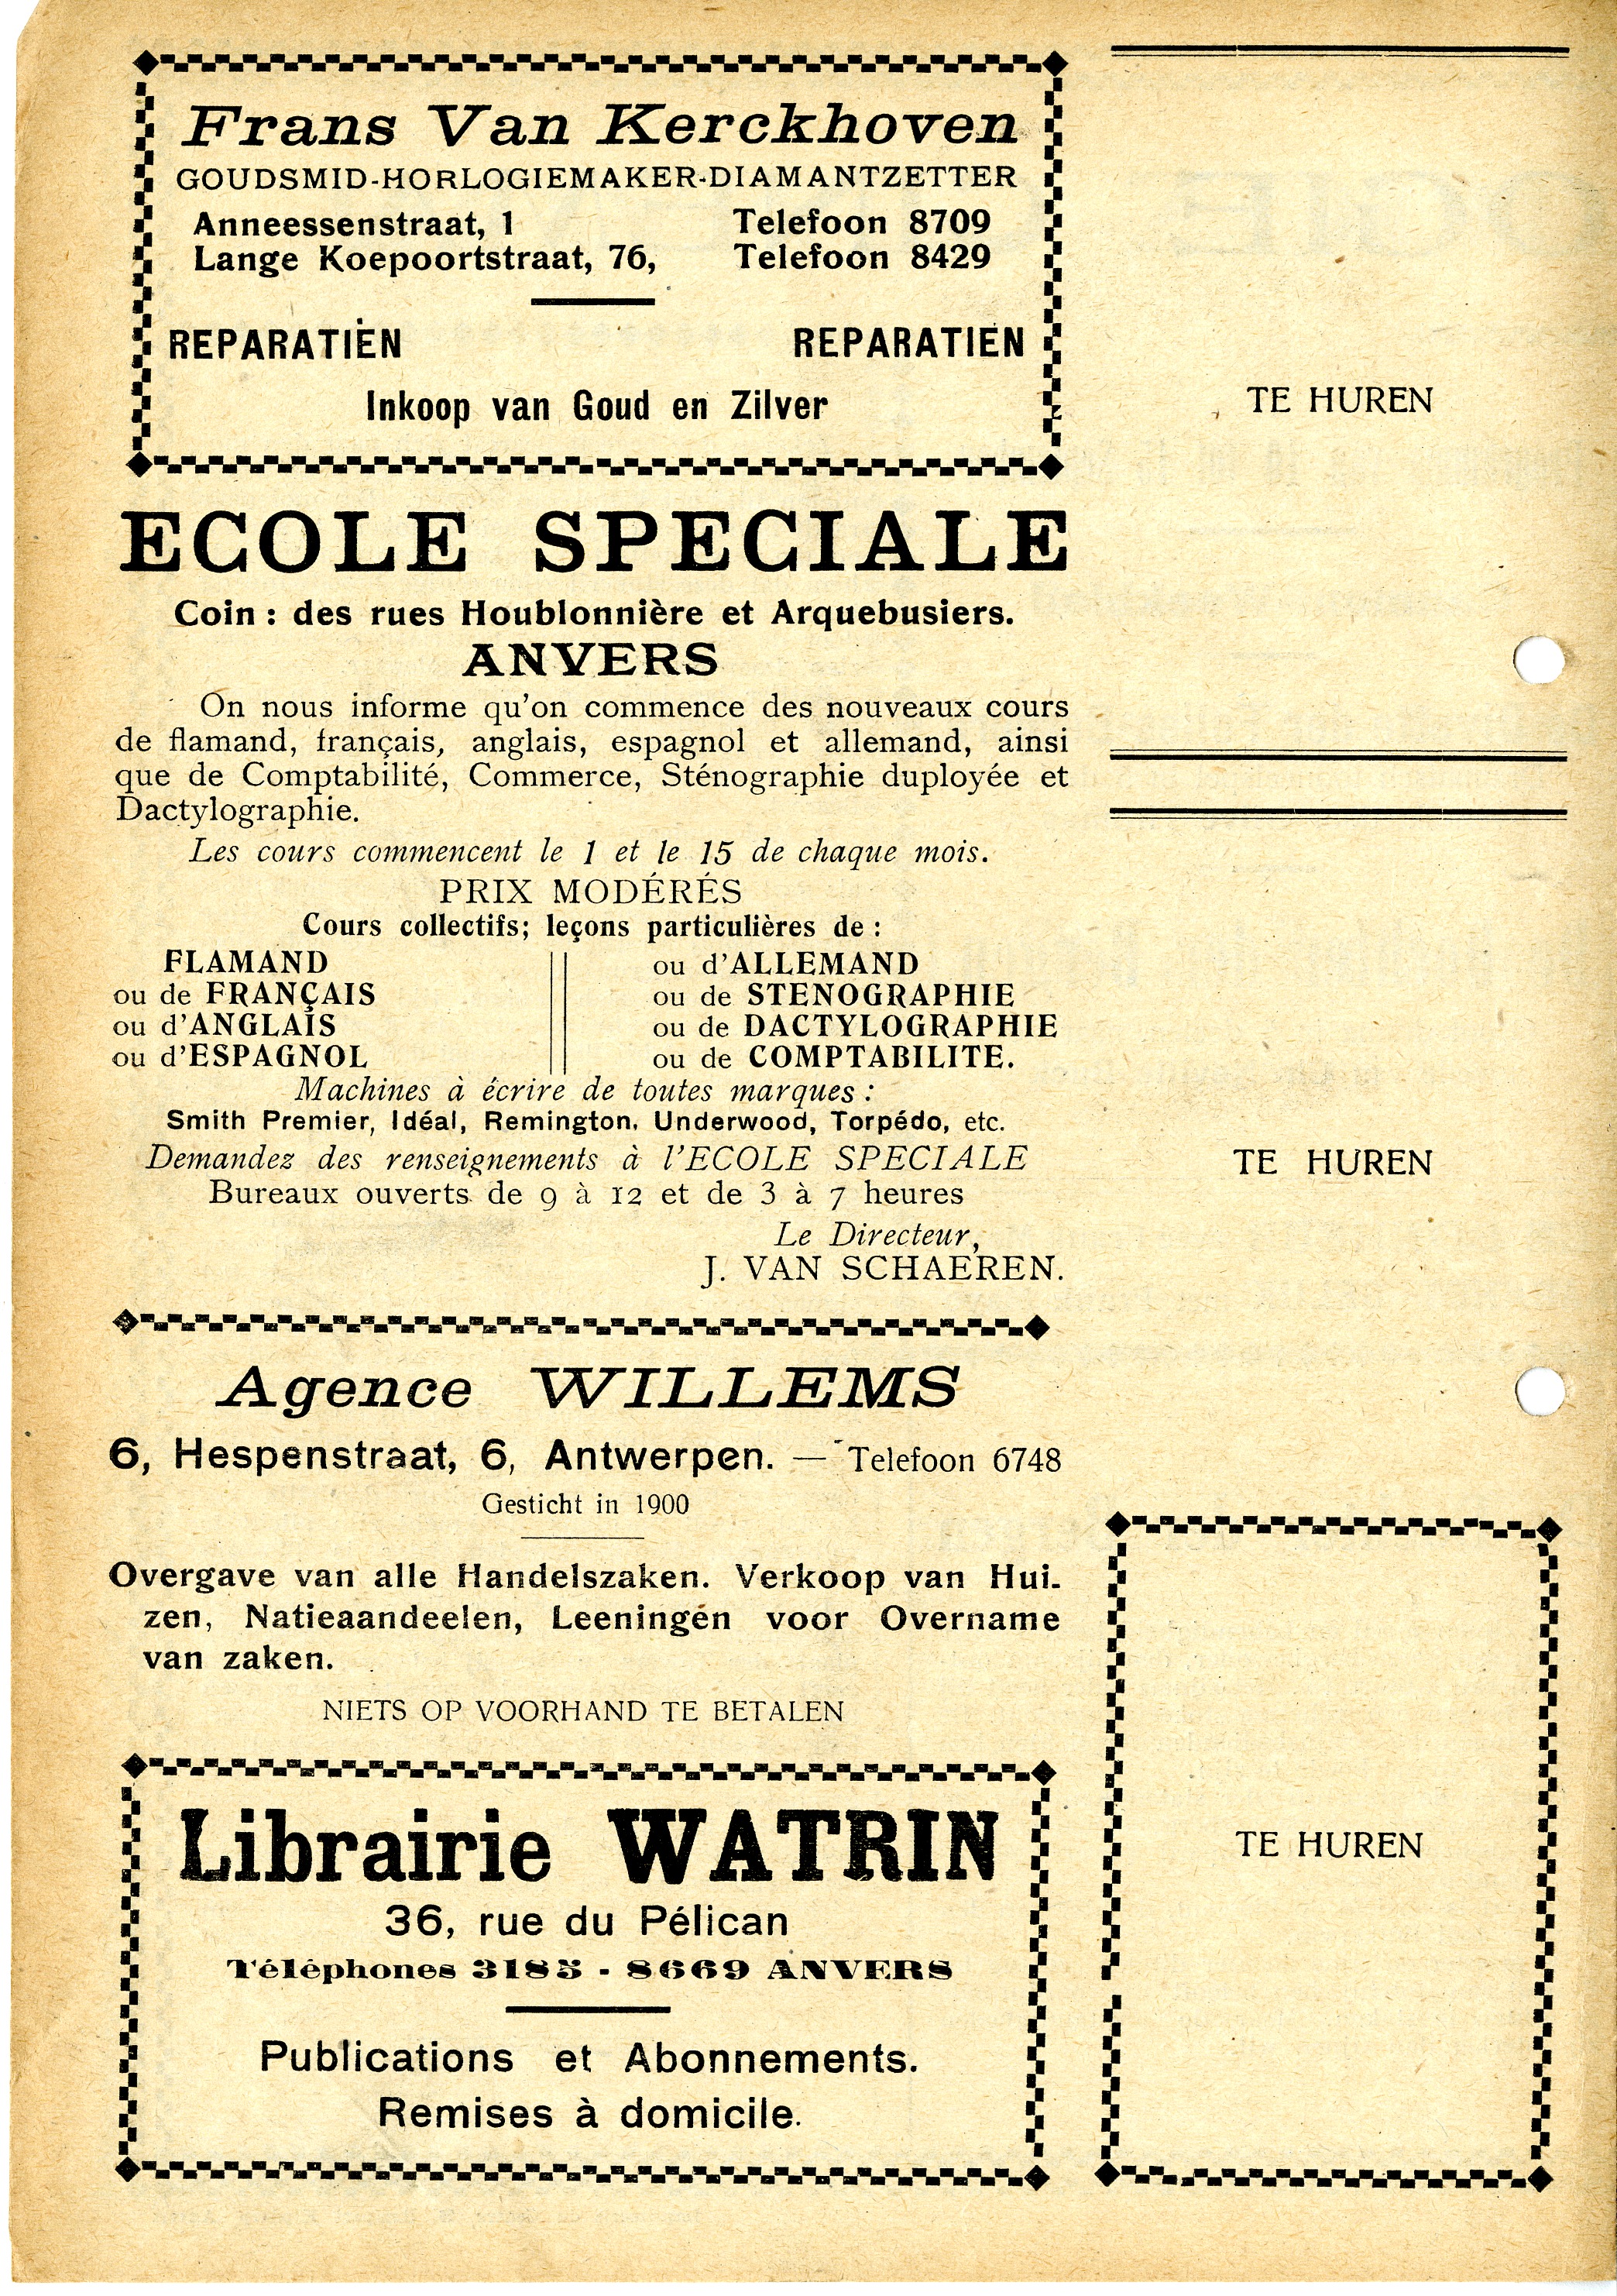 Frans Van Kerckhoven
GOUDSMID-HORLOGIEMAKER-DIAMANTZETTER
Anneessenstraat, 1 Telefoon 8709
Lange Koepoortstraat, 76, Telefoon 8429
REPARATIËN REPARATIËN
Inkoop van Goud en Zilver
ECOLE SPECIALE
Coin : des rues Houblonnière et Arquebusiers.
ANVERS
On nous informe qu'on commence des nouveaux cours
de flamand, français, anglais, espagnol et allemand, ainsi
que de Comptabilité, Commerce, Sténographie duployée et
Dactylographie.
Les cours commencent le 1 et le 15 de chaque mois.
PRIX MODÉRÉS
Cours collectifs; leçons particulières de :
FLAMAND
ou de FRANÇAIS
ou d'ANGLAIS
ou d'ESPAGNOL
ou d'ALLEMAND
ou de STENOGRAPHIE
ou de DACTYLOGRAPHIE
ou de COMPTABILITE.
Machines à écrire de toutes marques :
Smith Premier, Idéal, Remington, Underwood, Torpédo, etc.
Demandez des renseignements à l'ECOLE SPECIALE
Bureaux ouverts de 9 à 12 et de 3 à 7 heures
Le Directeur,
J. VAN SCHAEREN.
Agence WILLEMS
6, Hespenstraat, 6, Antwerpen. — Telefoon 6748
Gesticht in 1900
Overgave van alle Handelszaken. Verkoop van Hui-
zen, Natieaandeelen, Leeningen voor Overname
van zaken.
NIETS OP VOORHAND TE BETALEN
Librairie WATRIN
36, rue du Pélican
Téléphones 3185 - 8669 ANVERS
Publications et Abonnements.
Remises à domicile.
TE HUREN
TE HUREN
TE HUREN